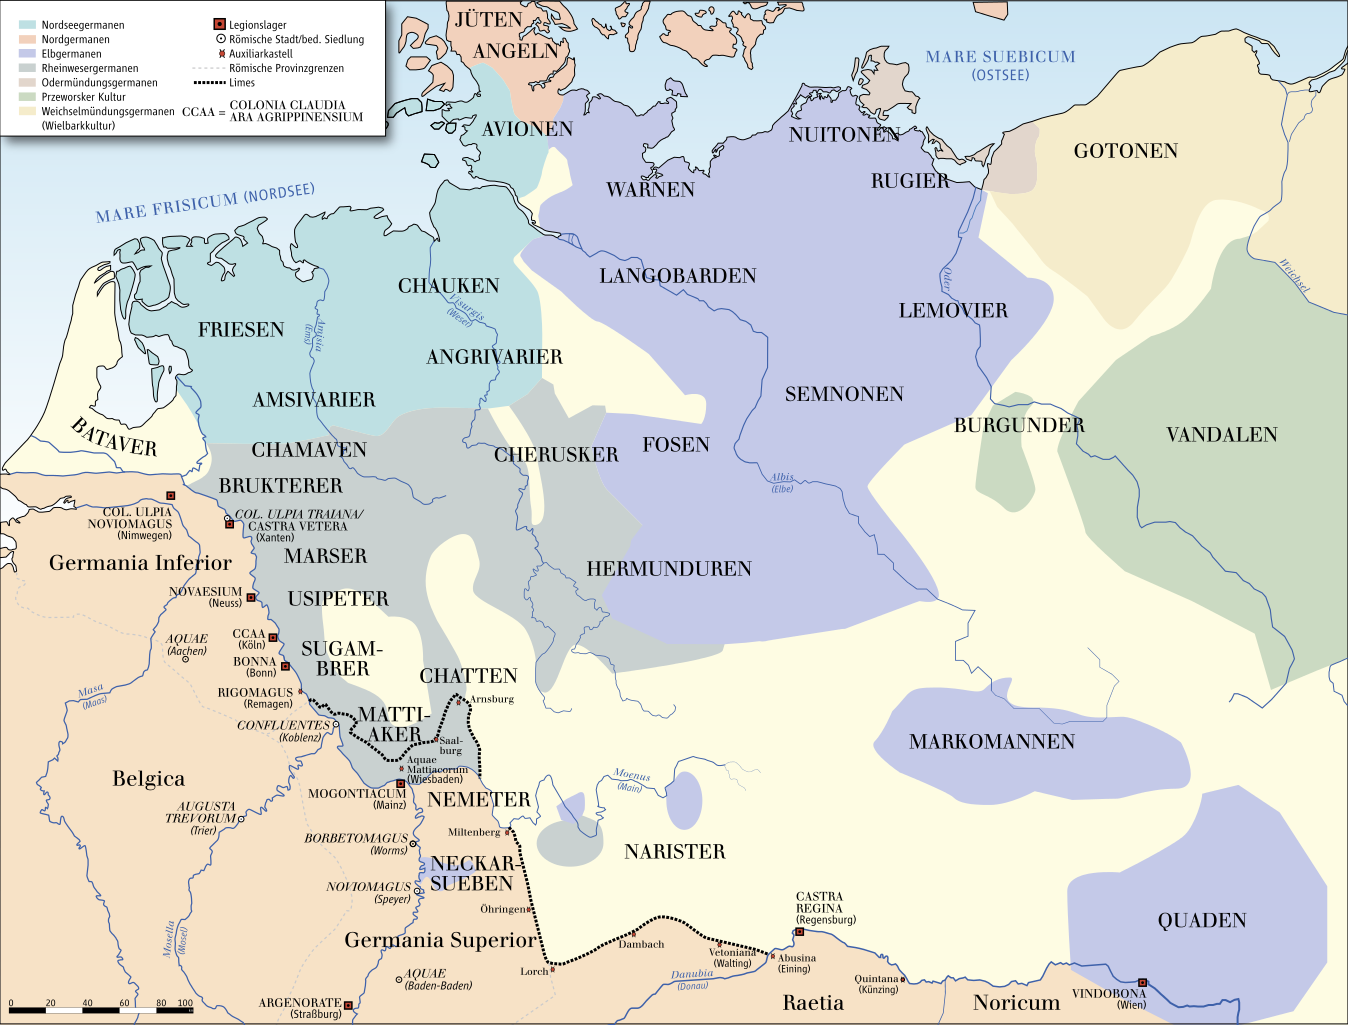 Nordseegermanen
Nordgermanen
Elbgermanen
Rheinwesergermanen
Odermündungsgermanen
Przeworsker Kultur
Weichselmündungsgermanen
(Wielbarkkultur)
Legionslager
Römische Stadt/bed. Siedlung
Auxiliarkastell
Römische Provinzgrenzen
Limes
CCAA = COLONIA CLAUDIA
ARA AGRIPPINENSIUM
JÜTEN
ANGELN
MARE SUEBICUM
(OSTSEE)
AVIONEN
NUITONEN
GOTONEN
RUGIER
WARNEN
MARE FRISICUM (NORDSEE)
LANGOBARDEN
Weichsel
Oder
CHAUKEN
Visurgis
(Weser)
LEMOVIER
FRIESEN
Amisia
(Ems)
ANGRIVARIER
SEMNONEN
AMSIVARIER
BURGUNDER
VANDALEN
BATAVER
CHAMAVEN
CHERUSKER
FOSEN
Albis
(Elbe)
BRUKTERER
COL. ULPIA
NOVIOMAGUS
(Nimwegen)
COL. ULPIA TRAIANA/
CASTRA VETERA
(Xanten)
Germania Inferior
MARSER
HERMUNDUREN
NOVAESIUM
(Neuss)
USIPETER
AQUAE
(Aachen)
CCAA
(Köln)
SUGAM-
BRER
BONNA
(Bonn)
CHATTEN
Masa
(Maas)
RIGOMAGUS
(Remagen)
Arnsburg
CONFLUENTES
(Koblenz)
MATTI-
AKER
Saal-
burg
MARKOMANNEN
Aquae
Mattiacorum
(Wiesbaden)
Belgica
Moenus
(Main)
MOGONTIACUM
(Mainz)
NEMETER
AUGUSTA
TREVORUM
(Trier)
Miltenberg
BORBETOMAGUS
(Worms)
NARISTER
NECKAR-
SUEBEN
NOVIOMAGUS
(Speyer)
CASTRA
REGINA
(Regensburg)
Öhringen
QUADEN
Mosella
(Mosel)
Germania Superior
Dambach
Vetoniana
(Walting)
Abusina
(Eining)
Lorch
AQUAE
(Baden-Baden)
Danubia
(Donau)
Quintana
(Künzing)
VINDOBONA
(Wien)
ARGENORATE
(Straßburg)
Raetia
Noricum
0 20 40 60 80 100